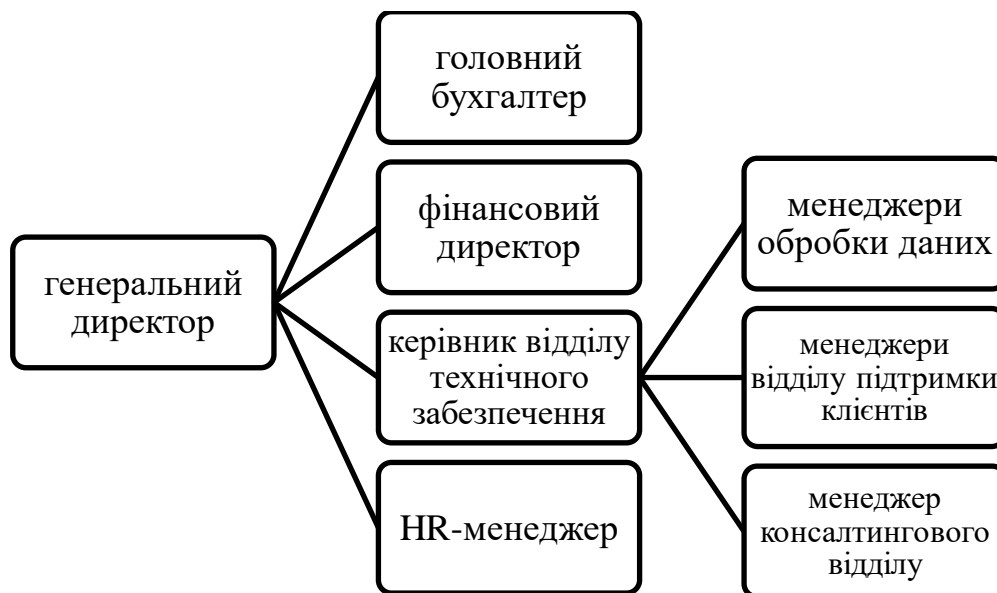 генеральний
директор
головний
бухгалтер
фінансовий
директор
керівник відділу
технічного
забезпечення
HR-менеджер
менеджери
обробки даних
менеджери
відділу підтримки
клієнтів
менеджер
консалтингового
відділу